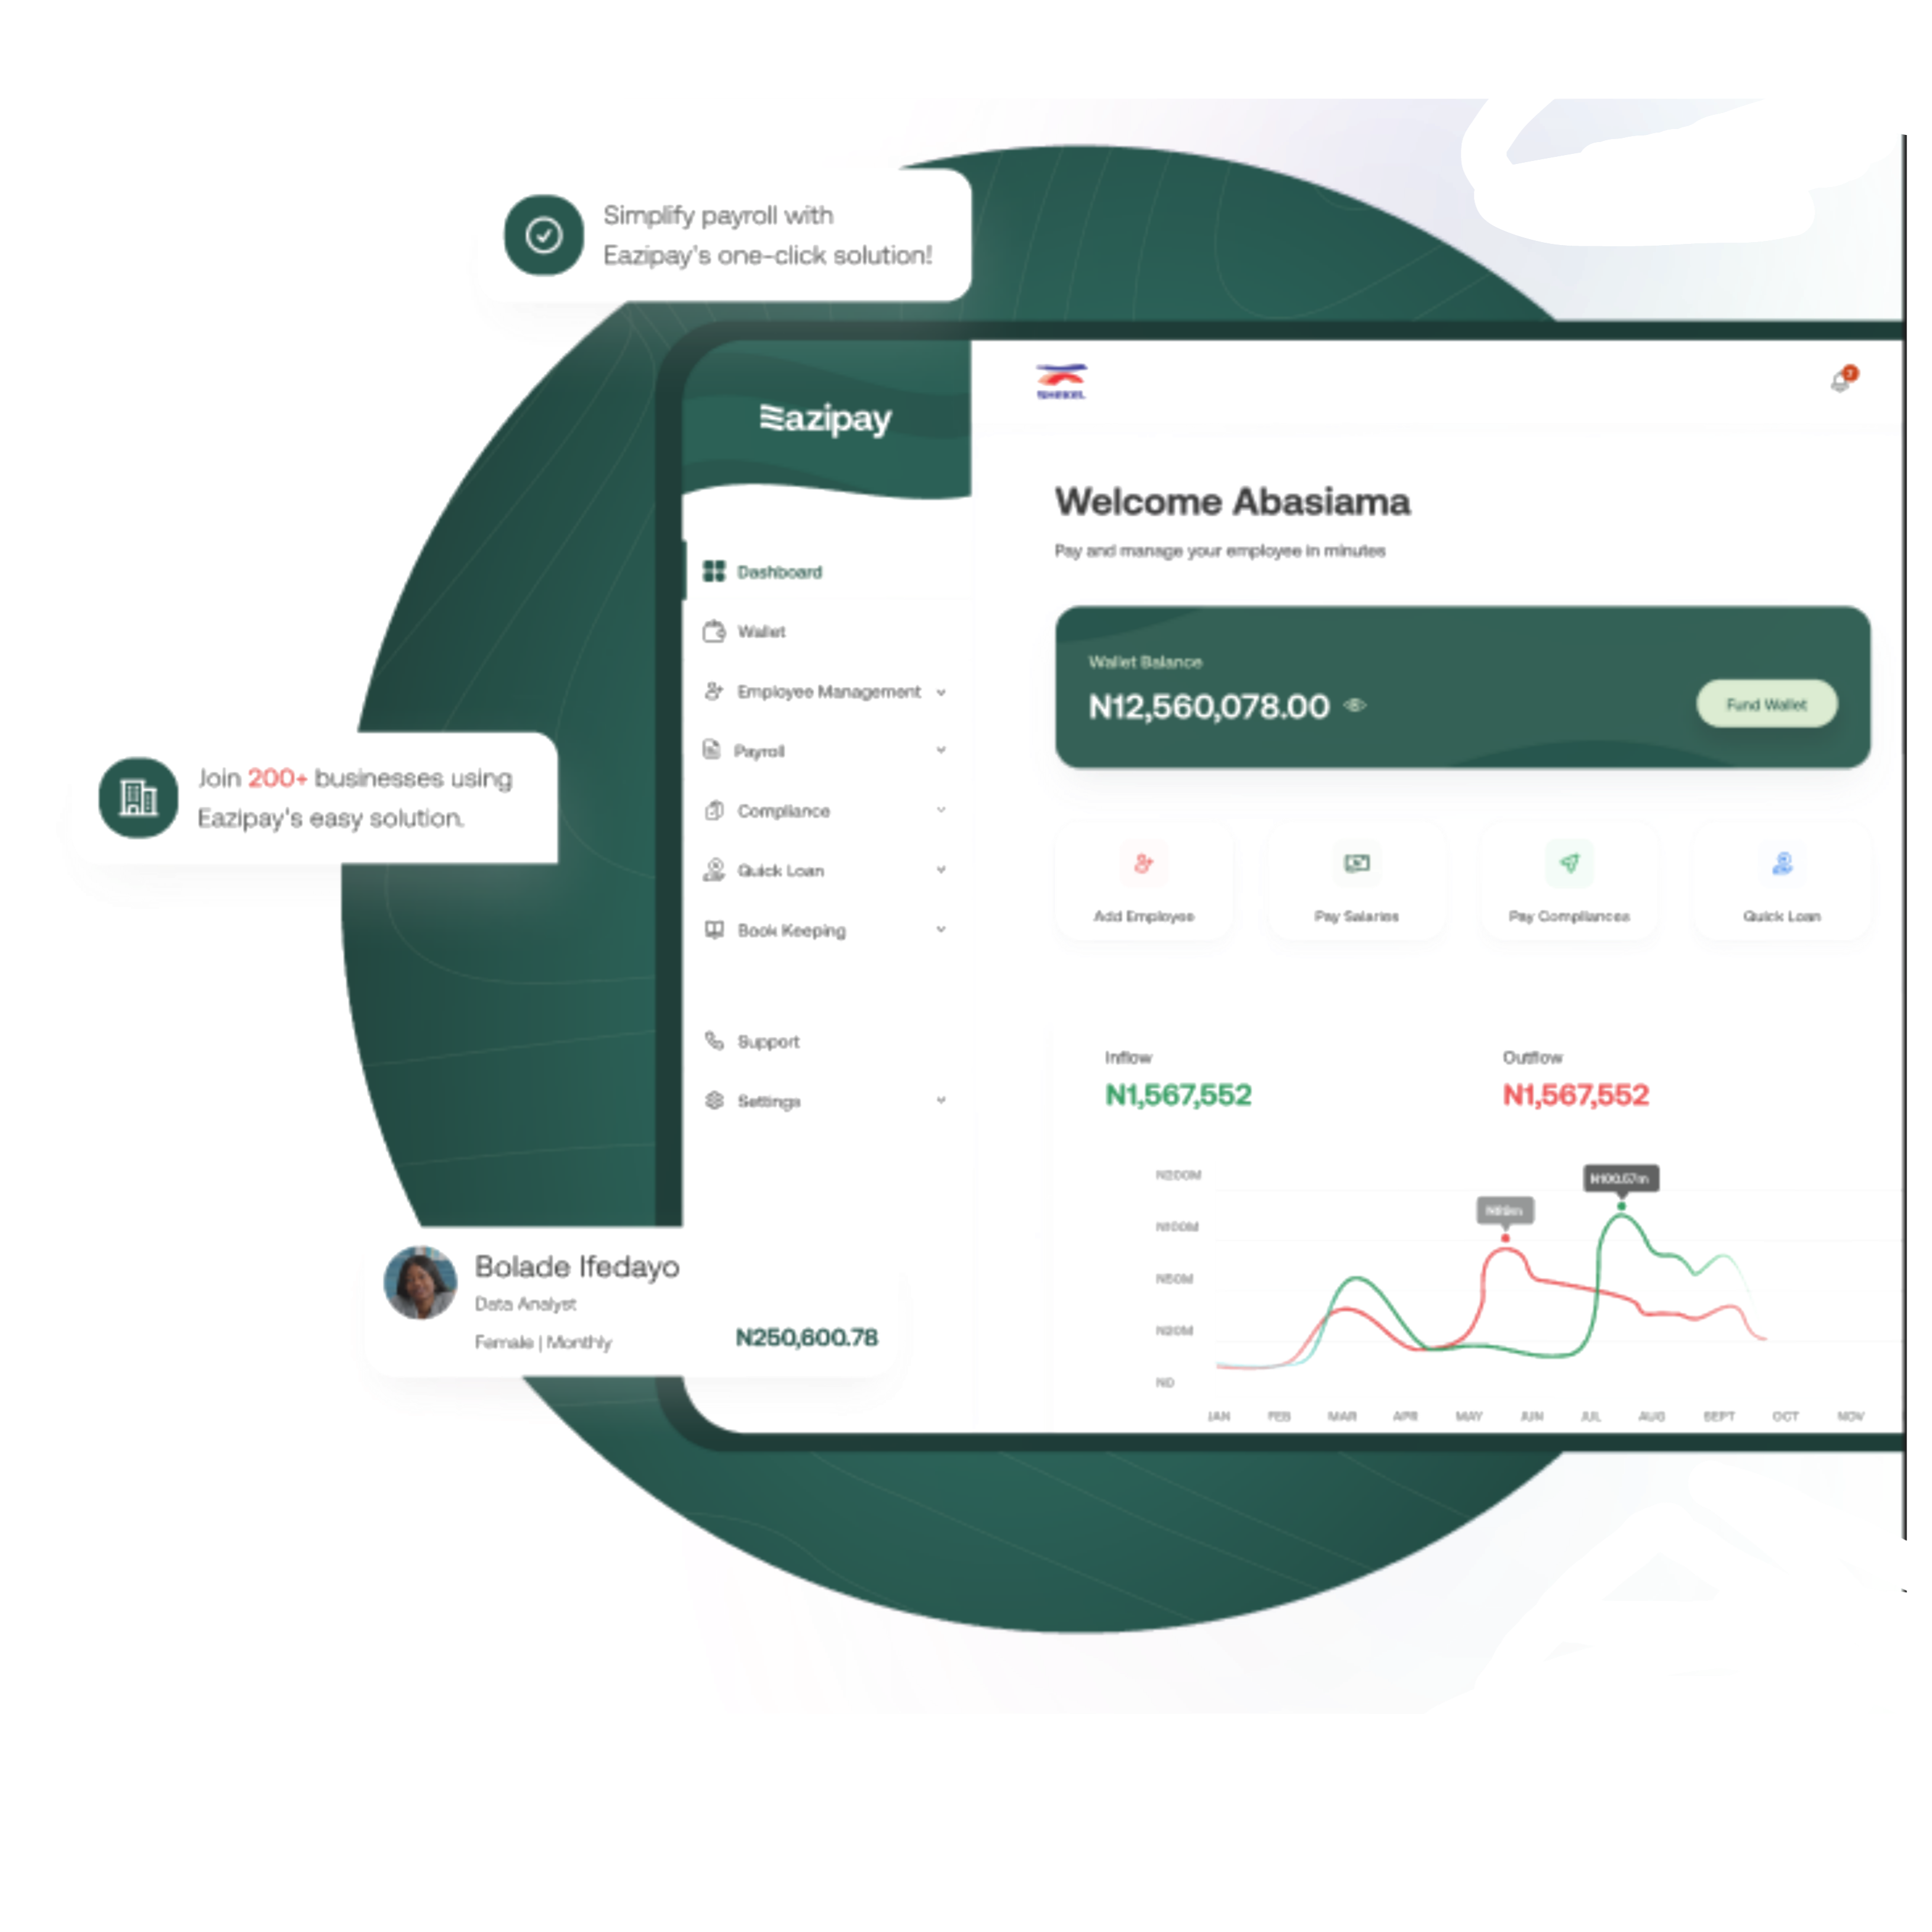 Simplify payroll with
Eazipay's one-click solution!
Eazipay
SHEKEL
7
Welcome Abasiama
Pay and manage your employee in minutes
Dashboard
Wallet
Employee Management
Payroll
Compliance
Quick Loan
Book Keeping
Support
Settings
Wallet Balance
N12,560,078.00
Fund Wallet
Join 200+ businesses using
Eazipay's easy solution.
Add Employee
Pay Salaries
Pay Compliances
Quick Loan
Inflow
N1,567,552
Outflow
N1,567,552
N200M
N100M
N50M
N20M
N0
N100.57m
JAN FEB MAR APR MAY JUN JUL AUG SEPT OCT NOV
Bolade Ifedayo
Data Analyst
Female | Monthly
N250,600.78